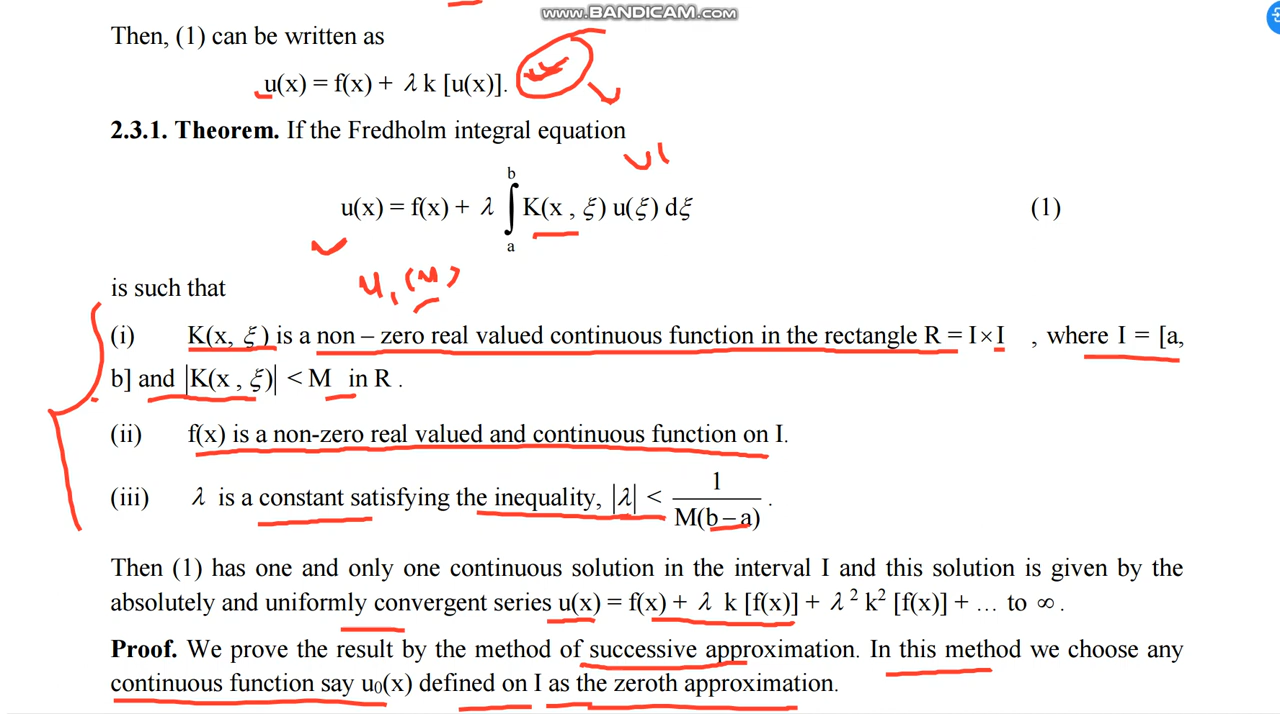 www.BANDICAM.com
Then, (1) can be written as
u(x) = f(x) + λ k [u(x)].
2.3.1. Theorem. If the Fredholm integral equation
b
u(x) = f(x) + λ ∫ K(x , ξ) u(ξ) dξ (1)
a
is such that
(i) K(x, ξ) is a non – zero real valued continuous function in the rectangle R = I×I , where I = [a,
b] and |K(x , ξ)| < M in R .
(ii) f(x) is a non-zero real valued and continuous function on I.
1
(iii) λ is a constant satisfying the inequality, |λ| < .
M(b – a)
Then (1) has one and only one continuous solution in the interval I and this solution is given by the
absolutely and uniformly convergent series u(x) = f(x) + λ k [f(x)] + λ² k² [f(x)] + … to ∞ .
Proof. We prove the result by the method of successive approximation. In this method we choose any
continuous function say u₀(x) defined on I as the zeroth approximation.